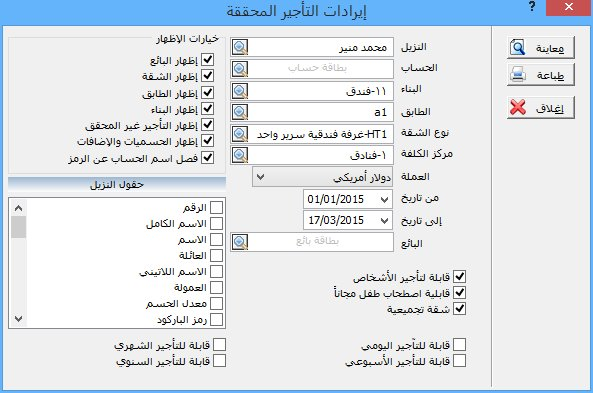 إيرادات التأجير المحققة
معاينة
طباعة
إغلاق
النزيل محمد منير
الحساب بطاقة حساب
البناء ١١-فندق
الطابق a1
نوع الشقة HT1-غرفة فندقية سرير واحد
مركز الكلفة ١-فنادق
العملة دولار أمريكي
من تاريخ 01/01/2015
إلى تاريخ 17/03/2015
البائع بطاقة بائع
قابلة لتأجير الأشخاص
قابلية اصطحاب طفل مجاناً
شقة تجميعية
قابلة للتأجير اليومي
قابلة للتأجير الأسبوعي
خيارات الإظهار
إظهار البائع
إظهار الشقة
إظهار الطابق
إظهار البناء
إظهار التأجير غير المحقق
إظهار الحسميات والإضافات
فصل اسم الحساب عن الرمز
حقول النزيل
الرقم
الاسم الكامل
الاسم
العائلة
الاسم اللاتيني
العمولة
معدل الحسم
رمز الباركود
قابلة للتأجير الشهري
قابلة للتأجير السنوي